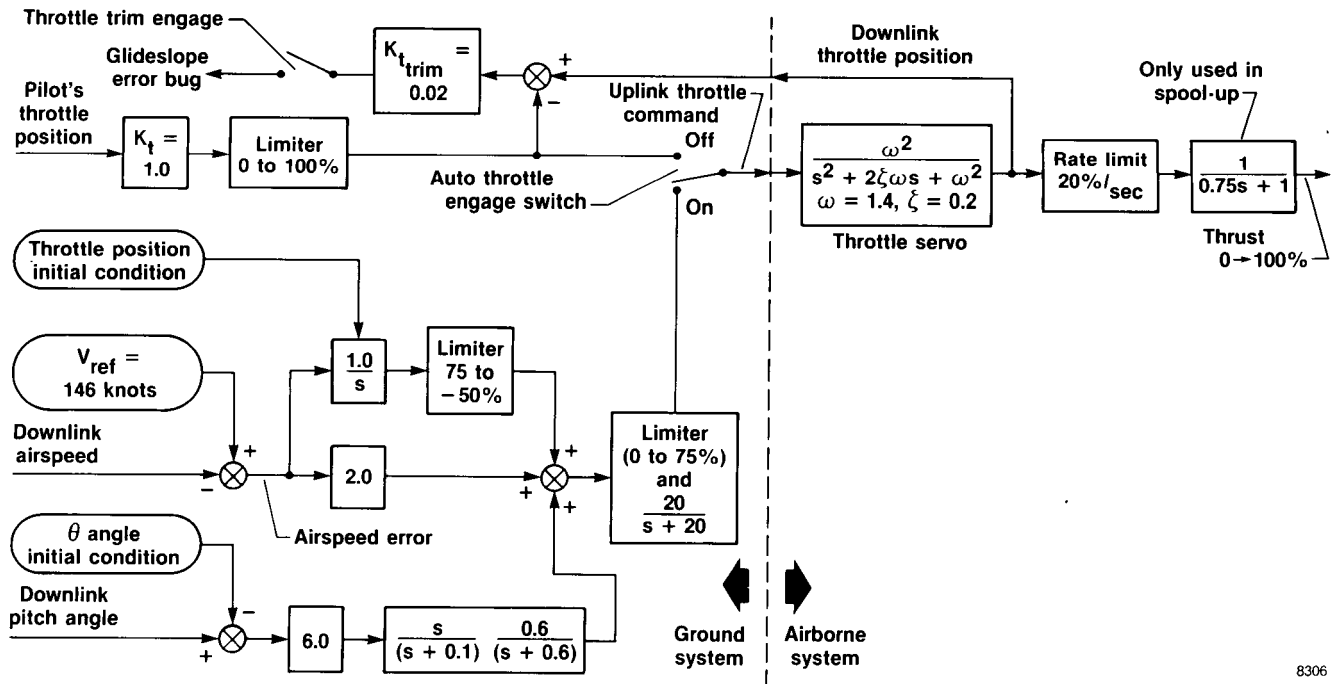 Throttle trim engage
Glideslope
error bug
Pilot's
throttle
position
K_t =
1.0
Limiter
0 to 100%
K_t_trim =
0.02
+
−
Auto throttle
engage switch
Off
On
Uplink throttle
command
Downlink
throttle position
ω²
s² + 2ζωs + ω²
ω = 1.4, ζ = 0.2
Throttle servo
Rate limit
20%/sec
Only used in
spool-up
1
0.75s + 1
Thrust
0→100%
Throttle position
initial condition
V_ref =
146 knots
Downlink
airspeed
+
−
1.0
s
Limiter
75 to
−50%
2.0
Airspeed error
+
+
+
Limiter
(0 to 75%)
and
20
s + 20
θ angle
initial condition
Downlink
pitch angle
−
+
6.0
s 0.6
(s + 0.1) (s + 0.6)
Ground
system
Airborne
system
8306